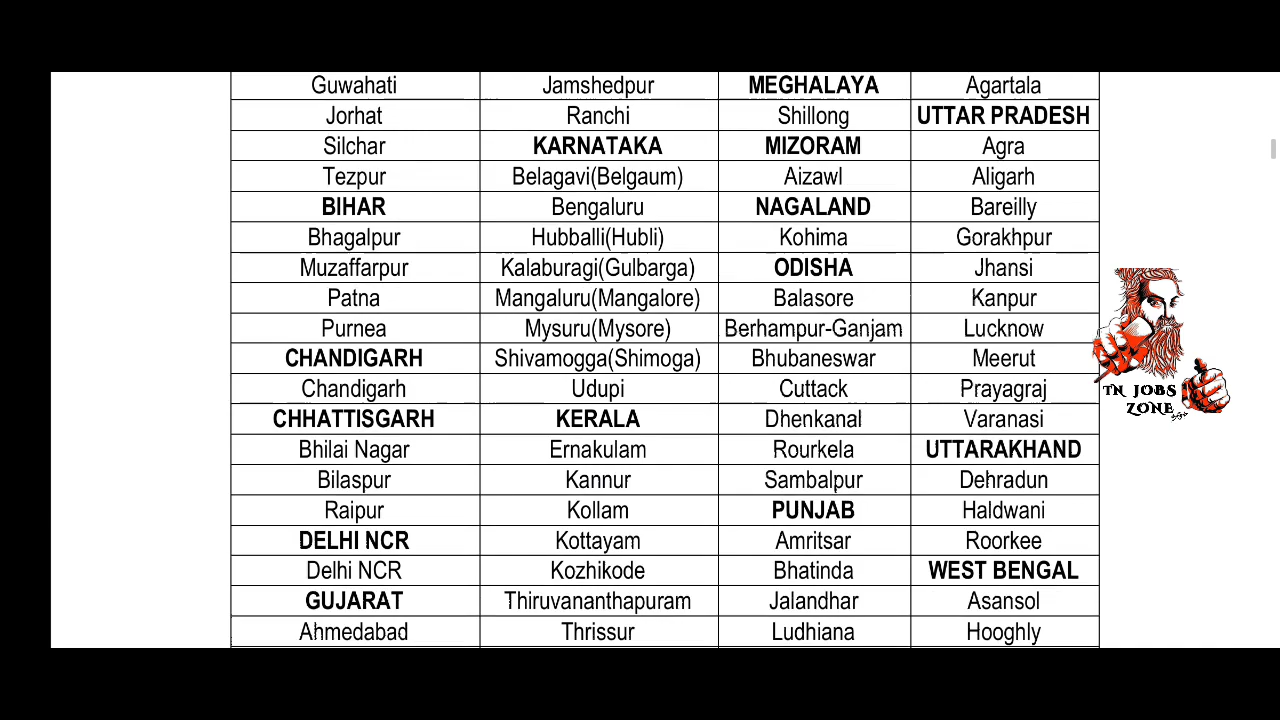 Guwahati Jamshedpur MEGHALAYA Agartala
Jorhat Ranchi Shillong UTTAR PRADESH
Silchar KARNATAKA MIZORAM Agra
Tezpur Belagavi(Belgaum) Aizawl Aligarh
BIHAR Bengaluru NAGALAND Bareilly
Bhagalpur Hubballi(Hubli) Kohima Gorakhpur
Muzaffarpur Kalaburagi(Gulbarga) ODISHA Jhansi
Patna Mangaluru(Mangalore) Balasore Kanpur
Purnea Mysuru(Mysore) Berhampur-Ganjam Lucknow
CHANDIGARH Shivamogga(Shimoga) Bhubaneswar Meerut
Chandigarh Udupi Cuttack Prayagraj
CHHATTISGARH KERALA Dhenkanal Varanasi
Bhilai Nagar Ernakulam Rourkela UTTARAKHAND
Bilaspur Kannur Sambalpur Dehradun
Raipur Kollam PUNJAB Haldwani
DELHI NCR Kottayam Amritsar Roorkee
Delhi NCR Kozhikode Bhatinda WEST BENGAL
GUJARAT Thiruvananthapuram Jalandhar Asansol
Ahmedabad Thrissur Ludhiana Hooghly
TN JOBS
ZONE